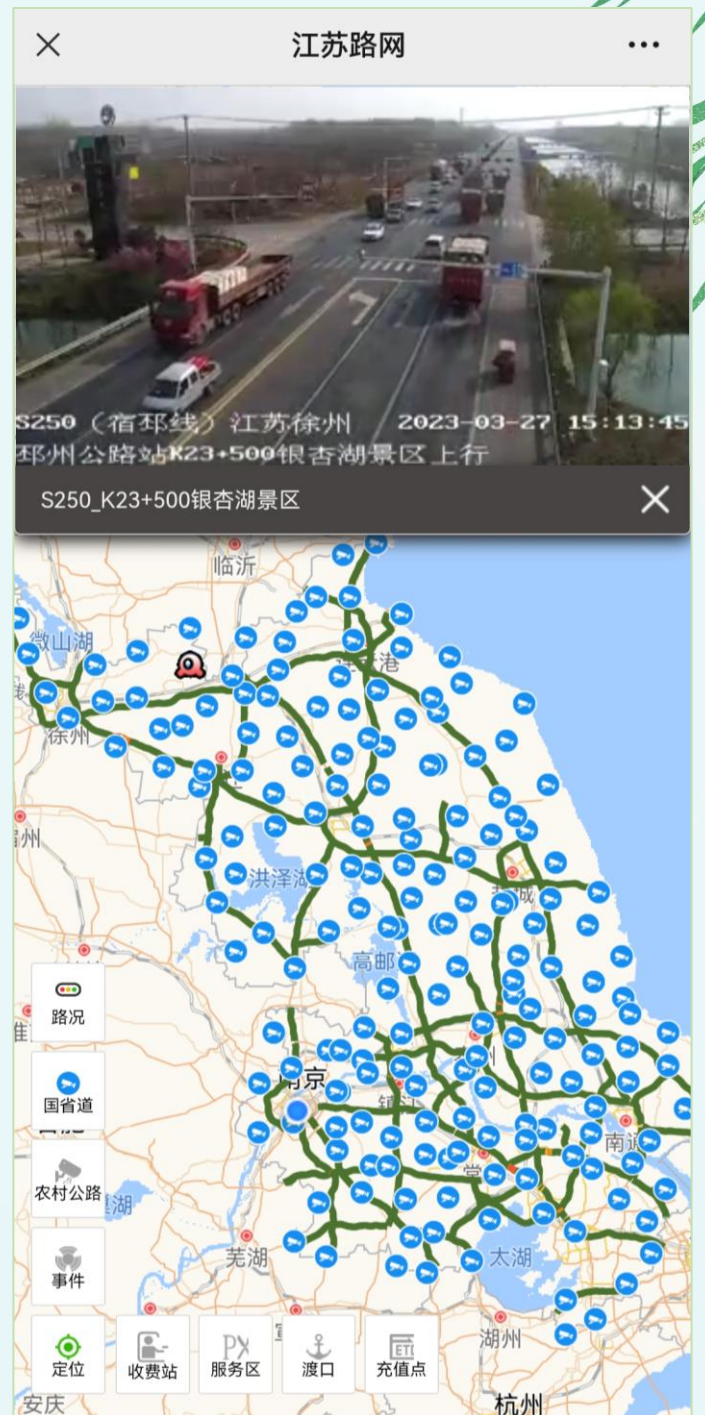 江苏路网
S250（宿邳线）江苏徐州 2023-03-27 15:13:45
邳州公路站K23+500银杏湖景区上行
S250_K23+500银杏湖景区
临沂
微山湖
港
徐州
州
洪泽湖
城
高邮
路况
南京
镇江
国省道
南通
常
农村公路
湖
芜湖
太湖
事件
湖州
定位
收费站
服务区
渡口
ETC
充值点
安庆
杭州